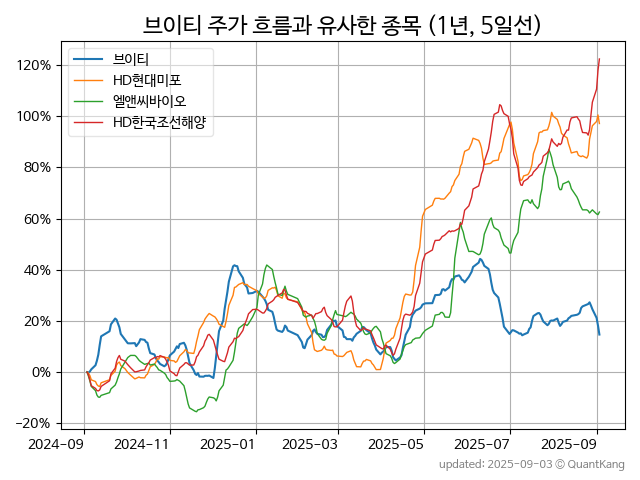 브이티 주가 흐름과 유사한 종목 (1년, 5일선)
브이티
HD현대미포
엘앤씨바이오
HD한국조선해양
120%
100%
80%
60%
40%
20%
0%
−20%
2024-09 2024-11 2025-01 2025-03 2025-05 2025-07 2025-09
updated: 2025-09-03 © QuantKang